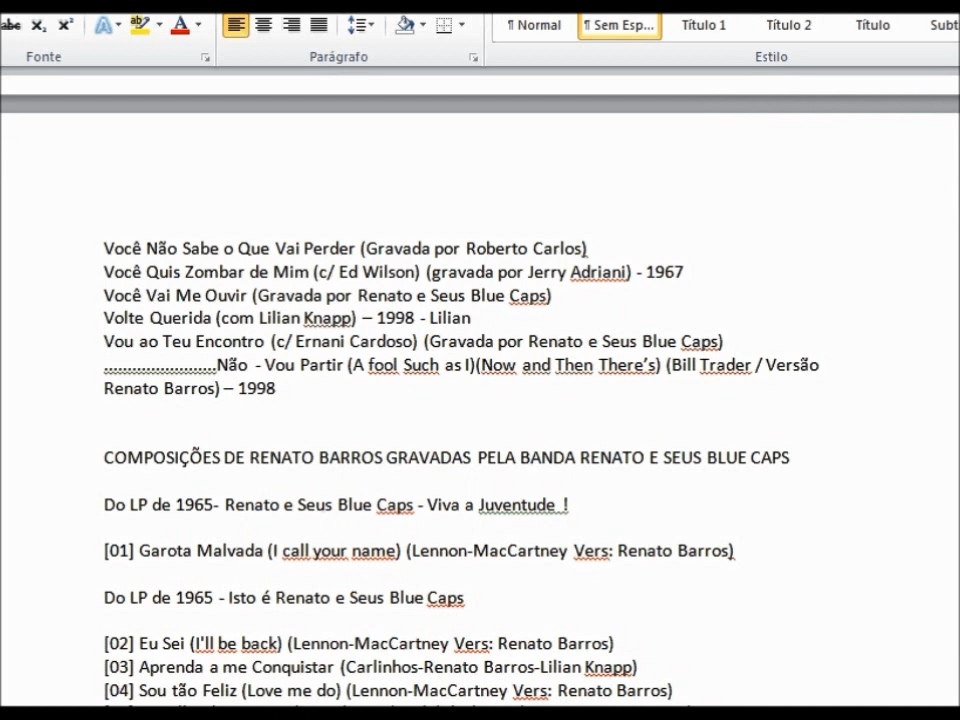 abc X₂ X² A ab A
¶ Normal ¶ Sem Esp... Título 1 Título 2 Título Subt
Fonte Parágrafo Estilo
Você Não Sabe o Que Vai Perder (Gravada por Roberto Carlos)
Você Quis Zombar de Mim (c/ Ed Wilson) (gravada por Jerry Adriani) - 1967
Você Vai Me Ouvir (Gravada por Renato e Seus Blue Caps)
Volte Querida (com Lilian Knapp) – 1998 - Lilian
Vou ao Teu Encontro (c/ Ernani Cardoso) (Gravada por Renato e Seus Blue Caps)
........................Não - Vou Partir (A fool Such as I)(Now and Then There’s) (Bill Trader / Versão
Renato Barros) – 1998
COMPOSIÇÕES DE RENATO BARROS GRAVADAS PELA BANDA RENATO E SEUS BLUE CAPS
Do LP de 1965- Renato e Seus Blue Caps - Viva a Juventude !
[01] Garota Malvada (I call your name) (Lennon-MacCartney Vers: Renato Barros)
Do LP de 1965 - Isto é Renato e Seus Blue Caps
[02] Eu Sei (I'll be back) (Lennon-MacCartney Vers: Renato Barros)
[03] Aprenda a me Conquistar (Carlinhos-Renato Barros-Lilian Knapp)
[04] Sou tão Feliz (Love me do) (Lennon-MacCartney Vers: Renato Barros)